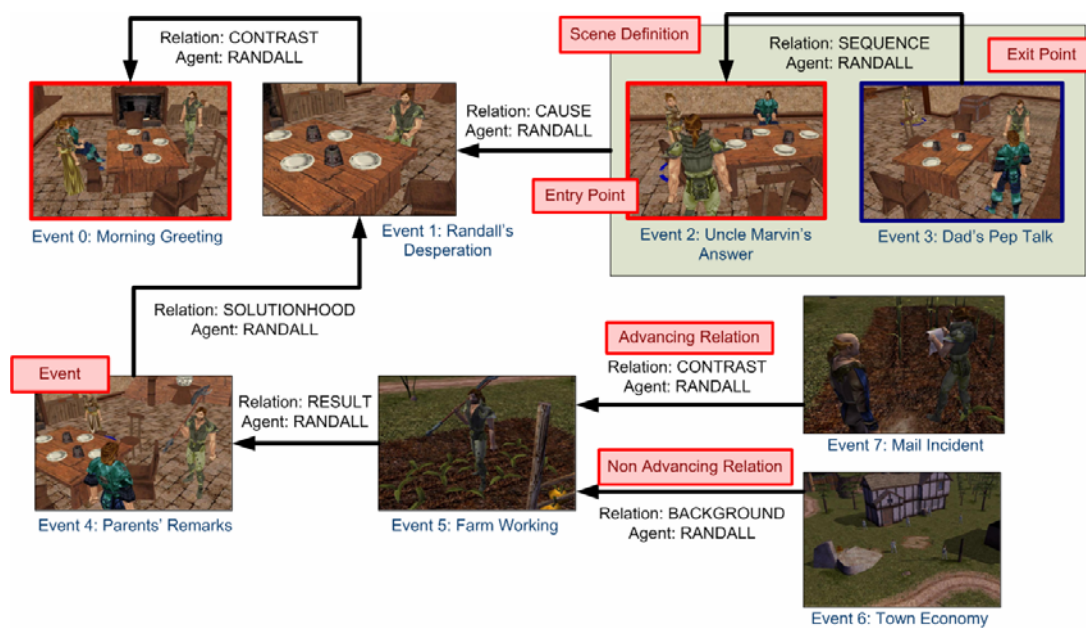 Relation: CONTRAST
Agent: RANDALL
Scene Definition
Relation: SEQUENCE
Agent: RANDALL
Exit Point
Relation: CAUSE
Agent: RANDALL
Entry Point
Event 0: Morning Greeting
Event 1: Randall's
Desperation
Event 2: Uncle Marvin's
Answer
Event 3: Dad's Pep Talk
Relation: SOLUTIONHOOD
Agent: RANDALL
Event
Advancing Relation
Relation: CONTRAST
Agent: RANDALL
Relation: RESULT
Agent: RANDALL
Event 7: Mail Incident
Non Advancing Relation
Relation: BACKGROUND
Agent: RANDALL
Event 4: Parents' Remarks
Event 5: Farm Working
Event 6: Town Economy